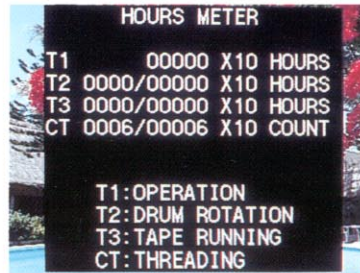 HOURS METER
T1 00000 X10 HOURS
T2 0000/00000 X10 HOURS
T3 0000/00000 X10 HOURS
CT 0006/00006 X10 COUNT
T1:OPERATION
T2:DRUM ROTATION
T3:TAPE RUNNING
CT:THREADING